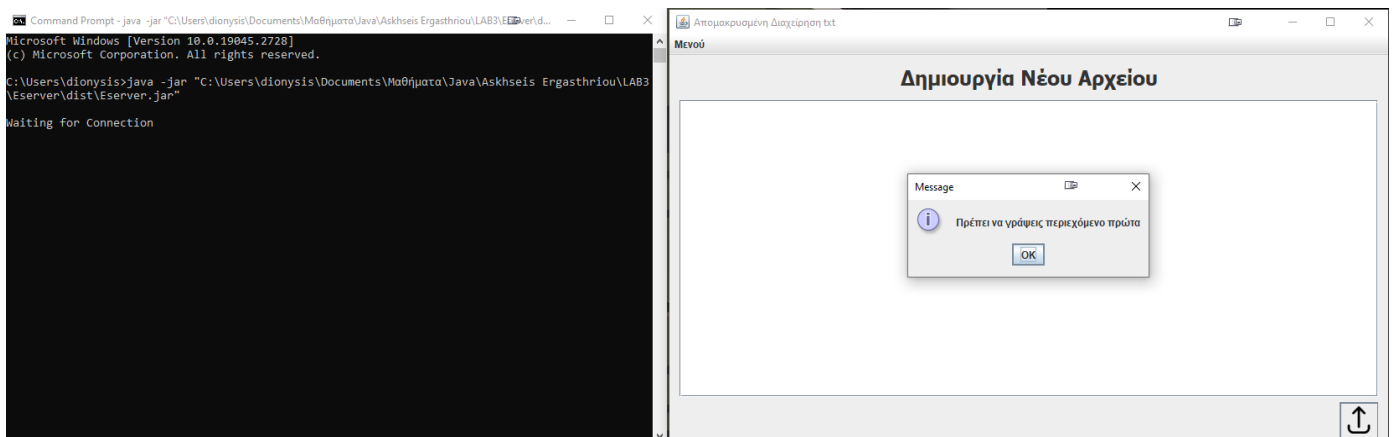 Command Prompt - java -jar "C:\Users\dionysis\Documents\Μαθήματα\Java\Askhseis Ergasthriou\LAB3\E ver\d...
Microsoft Windows [Version 10.0.19045.2728]
(c) Microsoft Corporation. All rights reserved.
C:\Users\dionysis>java -jar "C:\Users\dionysis\Documents\Μαθήματα\Java\Askhseis Ergasthriou\LAB3
\Eserver\dist\Eserver.jar"
Waiting for Connection
Απομακρυσμένη Διαχείρηση txt
Μενού
Δημιουργία Νέου Αρχείου
Message
Πρέπει να γράψεις περιεχόμενο πρώτα
OK